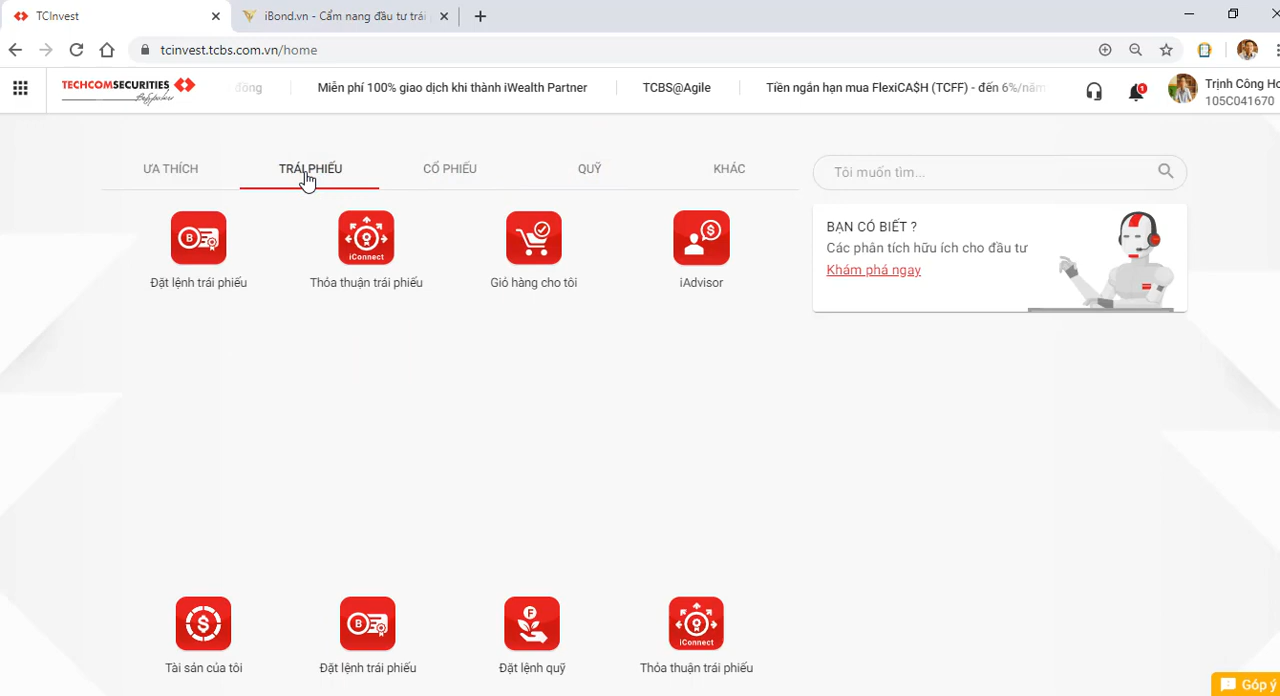 TCInvest
iBond.vn - Cẩm nang đầu tư trái
tcinvest.tcbs.com.vn/home
TECHCOMSECURITIES
đồng
Miễn phí 100% giao dịch khi thành iWealth Partner
TCBS@Agile
Tiền ngắn hạn mua FlexiCA$H (TCFF) - đến 6%/năm
1
Trịnh Công Ho
105C041670
ƯA THÍCH
TRÁI PHIẾU
CỔ PHIẾU
QUỸ
KHÁC
Tôi muốn tìm...
BẠN CÓ BIẾT ?
Các phân tích hữu ích cho đầu tư
Khám phá ngay
B
iConnect
$
Đặt lệnh trái phiếu
Thỏa thuận trái phiếu
Giỏ hàng cho tôi
iAdvisor
$
B
F
iConnect
Tài sản của tôi
Đặt lệnh trái phiếu
Đặt lệnh quỹ
Thỏa thuận trái phiếu
Góp ý